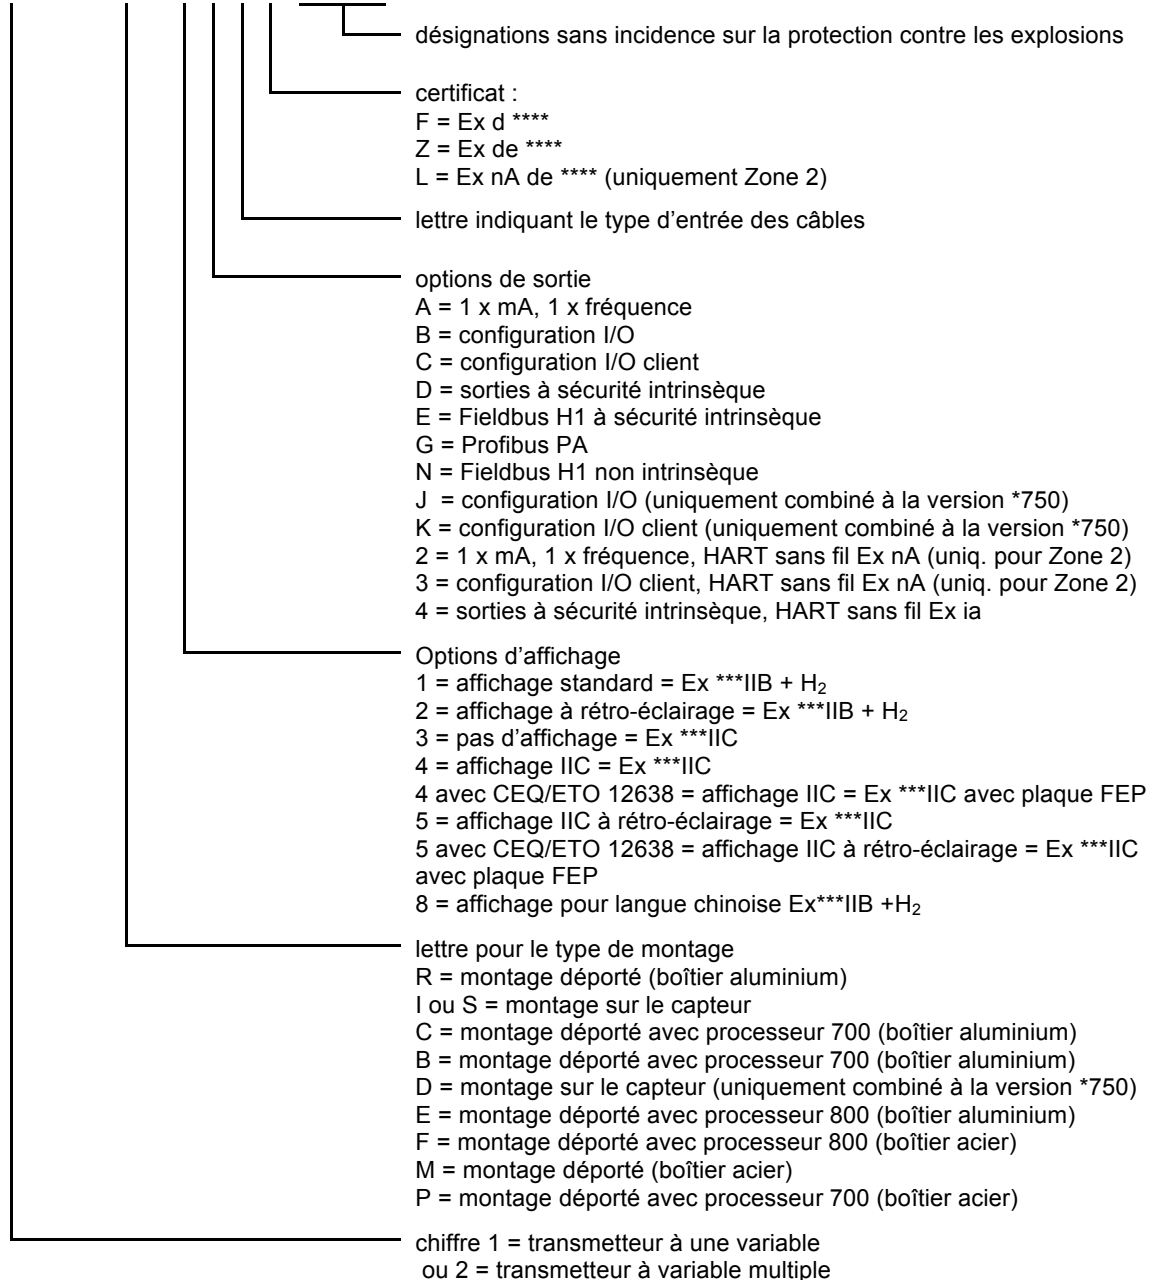 désignations sans incidence sur la protection contre les explosions
certificat :
F = Ex d ****
Z = Ex de ****
L = Ex nA de **** (uniquement Zone 2)
lettre indiquant le type d’entrée des câbles
options de sortie
A = 1 x mA, 1 x fréquence
B = configuration I/O
C = configuration I/O client
D = sorties à sécurité intrinsèque
E = Fieldbus H1 à sécurité intrinsèque
G = Profibus PA
N = Fieldbus H1 non intrinsèque
J = configuration I/O (uniquement combiné à la version *750)
K = configuration I/O client (uniquement combiné à la version *750)
2 = 1 x mA, 1 x fréquence, HART sans fil Ex nA (uniq. pour Zone 2)
3 = configuration I/O client, HART sans fil Ex nA (uniq. pour Zone 2)
4 = sorties à sécurité intrinsèque, HART sans fil Ex ia
Options d’affichage
1 = affichage standard = Ex ***IIB + H₂
2 = affichage à rétro-éclairage = Ex ***IIB + H₂
3 = pas d’affichage = Ex ***IIC
4 = affichage IIC = Ex ***IIC
4 avec CEQ/ETO 12638 = affichage IIC = Ex ***IIC avec plaque FEP
5 = affichage IIC à rétro-éclairage = Ex ***IIC
5 avec CEQ/ETO 12638 = affichage IIC à rétro-éclairage = Ex ***IIC
avec plaque FEP
8 = affichage pour langue chinoise Ex***IIB +H₂
lettre pour le type de montage
R = montage déporté (boîtier aluminium)
I ou S = montage sur le capteur
C = montage déporté avec processeur 700 (boîtier aluminium)
B = montage déporté avec processeur 700 (boîtier aluminium)
D = montage sur le capteur (uniquement combiné à la version *750)
E = montage déporté avec processeur 800 (boîtier aluminium)
F = montage déporté avec processeur 800 (boîtier acier)
M = montage déporté (boîtier acier)
P = montage déporté avec processeur 700 (boîtier acier)
chiffre 1 = transmetteur à une variable
ou 2 = transmetteur à variable multiple